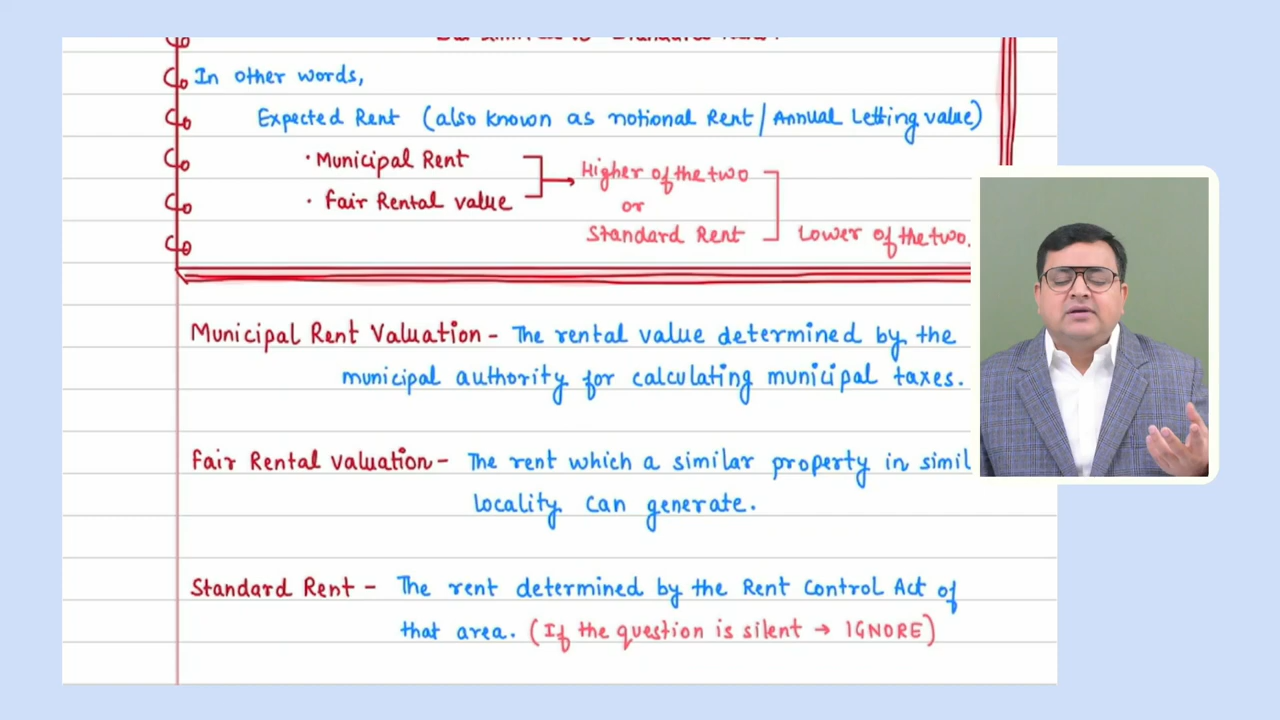 In other words,
Expected Rent (also known as notional Rent/Annual Letting value)
• Municipal Rent
• Fair Rental value
Higher of the two
or
Standard Rent
Lower of the two.
Municipal Rent Valuation - The rental value determined by the
municipal authority for calculating municipal taxes.
Fair Rental Valuation - The rent which a similar property in simil
locality can generate.
Standard Rent - The rent determined by the Rent Control Act of
that area. (If the question is silent → IGNORE)